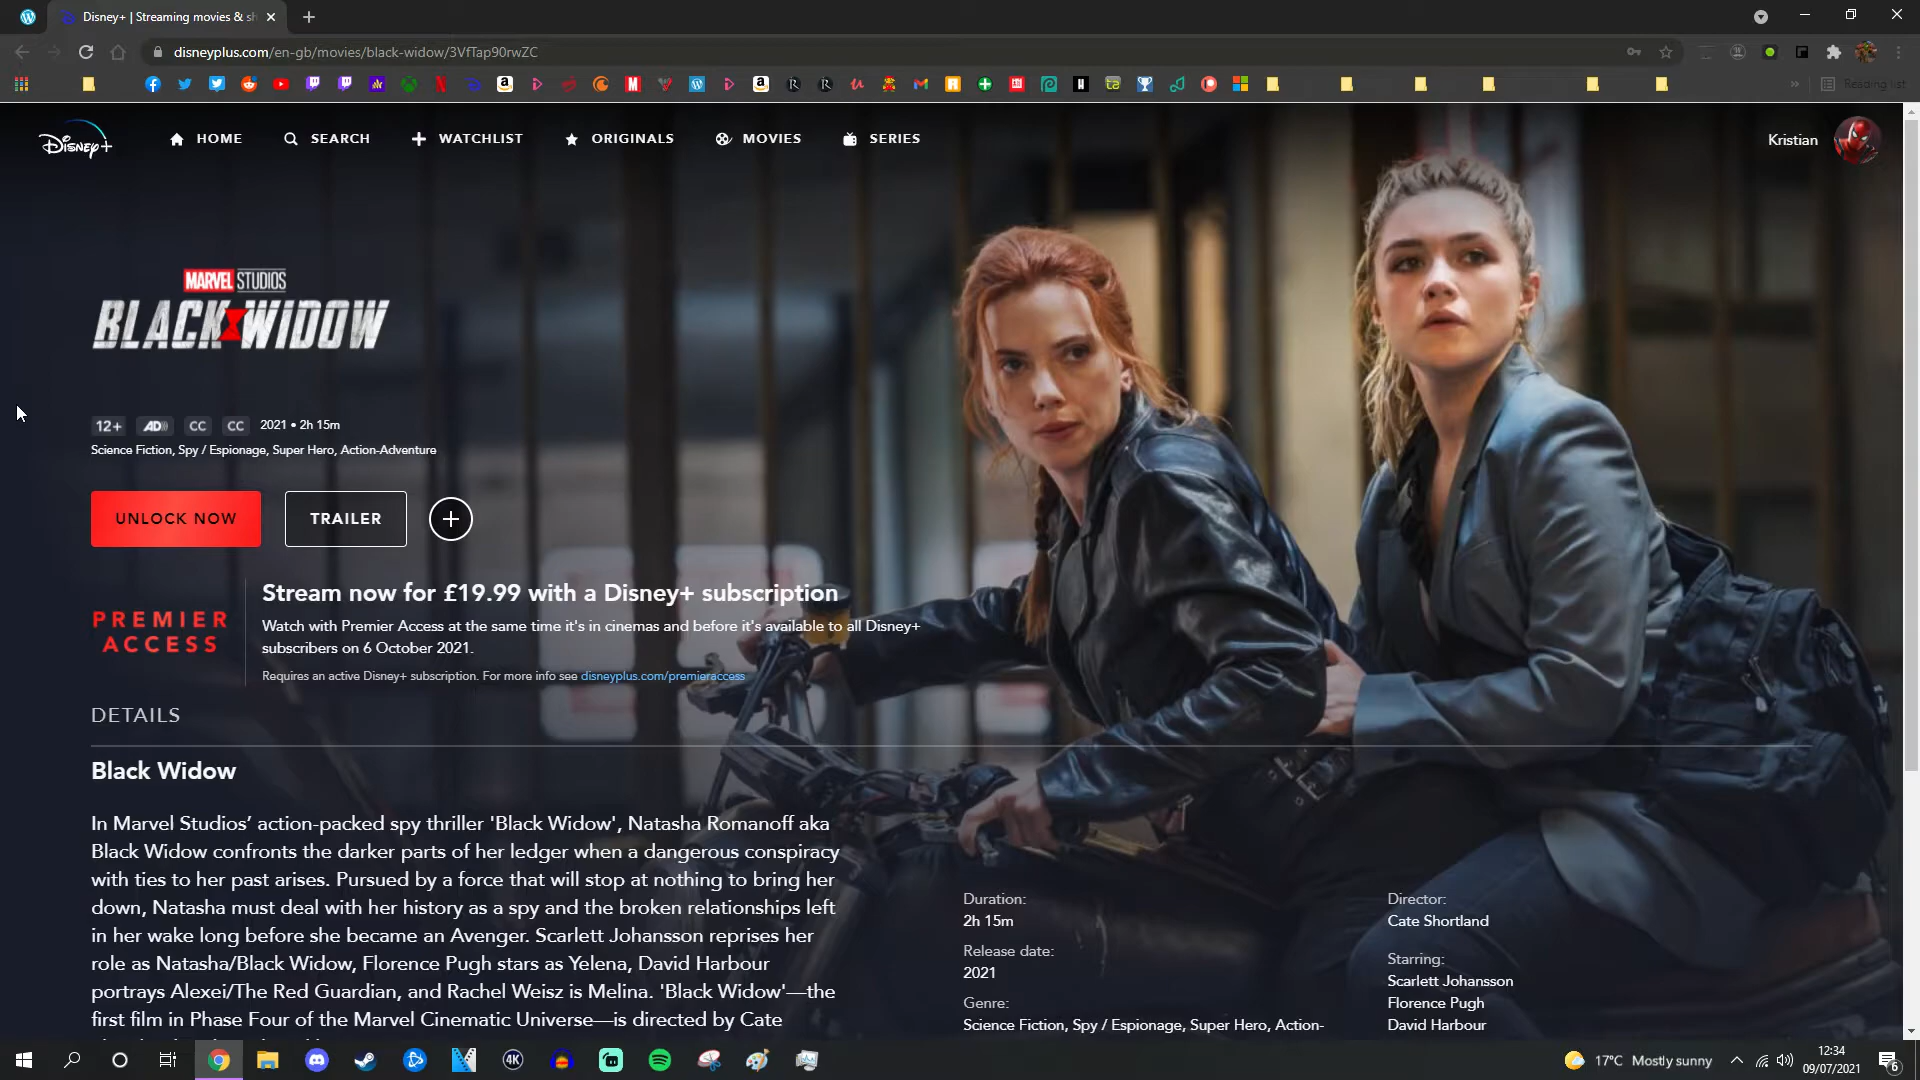 Disney+ | Streaming movies & sh
disneyplus.com/en-gb/movies/black-widow/3VfTap90rwZC
Reading list
Disney+
HOME
SEARCH
WATCHLIST
ORIGINALS
MOVIES
SERIES
Kristian
MARVEL STUDIOS
BLACK WIDOW
12+ AD CC CC 2021 • 2h 15m
Science Fiction, Spy / Espionage, Super Hero, Action-Adventure
UNLOCK NOW
TRAILER
PREMIER
ACCESS
Stream now for £19.99 with a Disney+ subscription
Watch with Premier Access at the same time it's in cinemas and before it's available to all Disney+
subscribers on 6 October 2021.
Requires an active Disney+ subscription. For more info see disneyplus.com/premieraccess
DETAILS
Black Widow
In Marvel Studios’ action-packed spy thriller 'Black Widow', Natasha Romanoff aka
Black Widow confronts the darker parts of her ledger when a dangerous conspiracy
with ties to her past arises. Pursued by a force that will stop at nothing to bring her
down, Natasha must deal with her history as a spy and the broken relationships left
in her wake long before she became an Avenger. Scarlett Johansson reprises her
role as Natasha/Black Widow, Florence Pugh stars as Yelena, David Harbour
portrays Alexei/The Red Guardian, and Rachel Weisz is Melina. 'Black Widow'—the
first film in Phase Four of the Marvel Cinematic Universe—is directed by Cate
Duration:
2h 15m
Release date:
2021
Genre:
Science Fiction, Spy / Espionage, Super Hero, Action-
Director:
Cate Shortland
Starring:
Scarlett Johansson
Florence Pugh
David Harbour
17°C Mostly sunny
12:34
09/07/2021
6